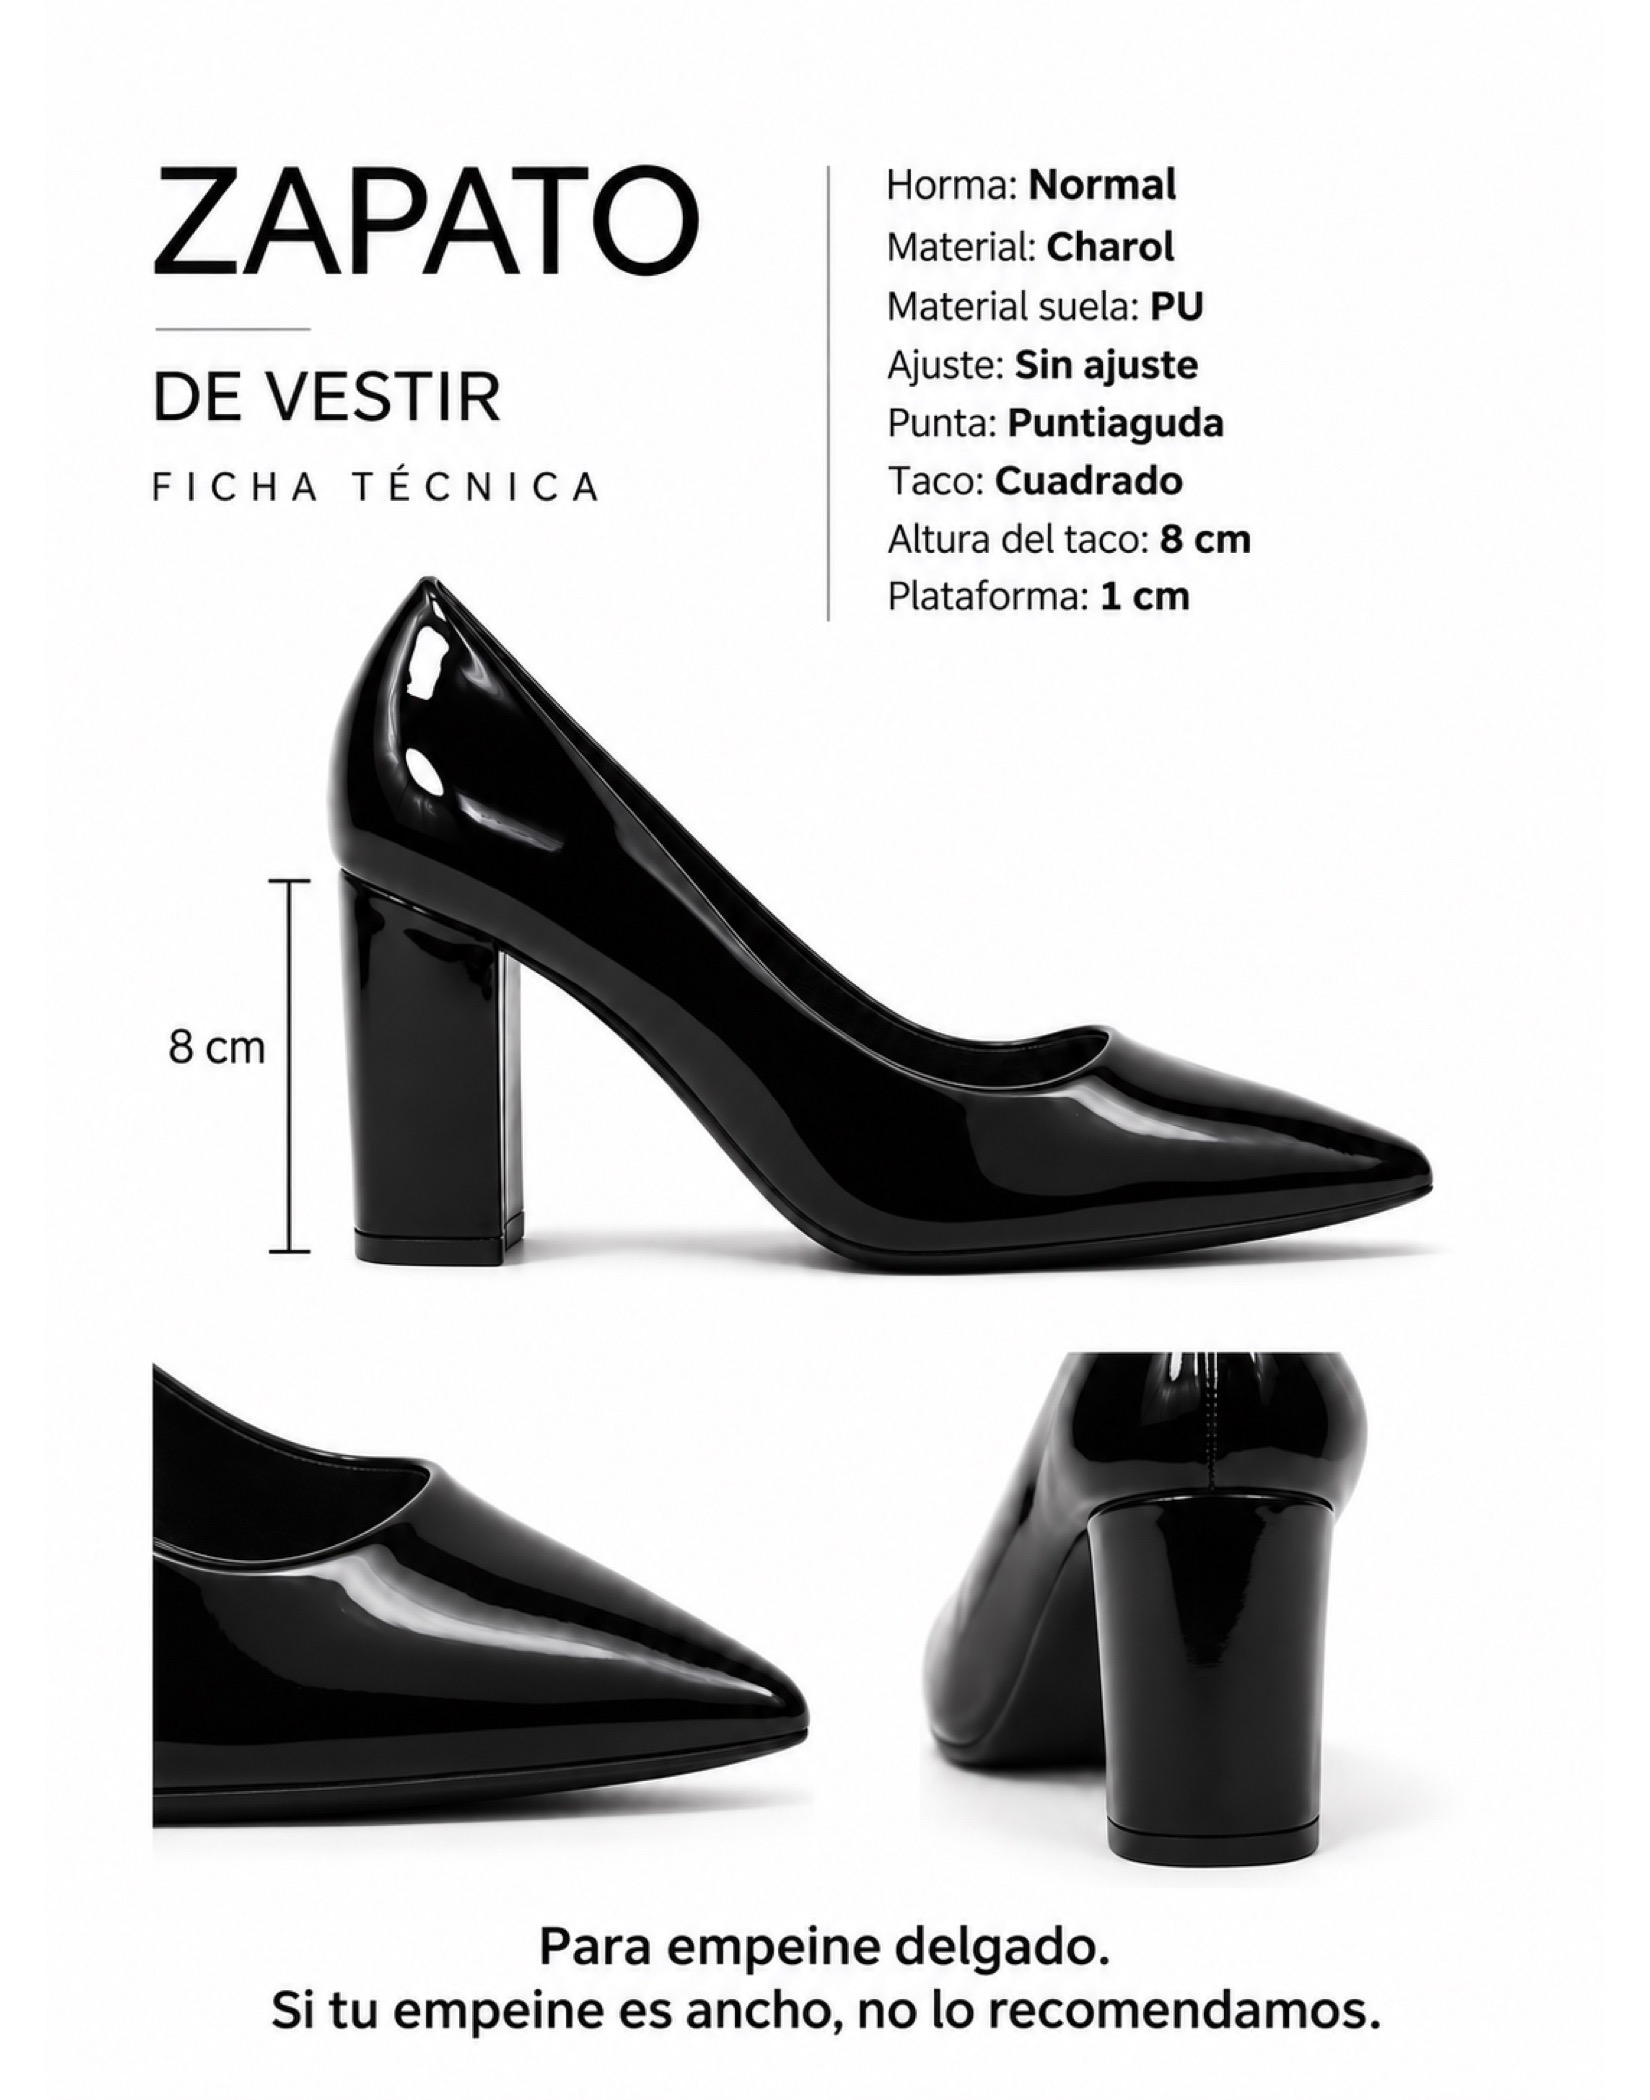 ZAPATO
DE VESTIR
FICHA TÉCNICA
Horma: Normal
Material: Charol
Material suela: PU
Ajuste: Sin ajuste
Punta: Puntiaguda
Taco: Cuadrado
Altura del taco: 8 cm
Plataforma: 1 cm
8 cm
Para empeine delgado.
Si tu empeine es ancho, no lo recomendamos.